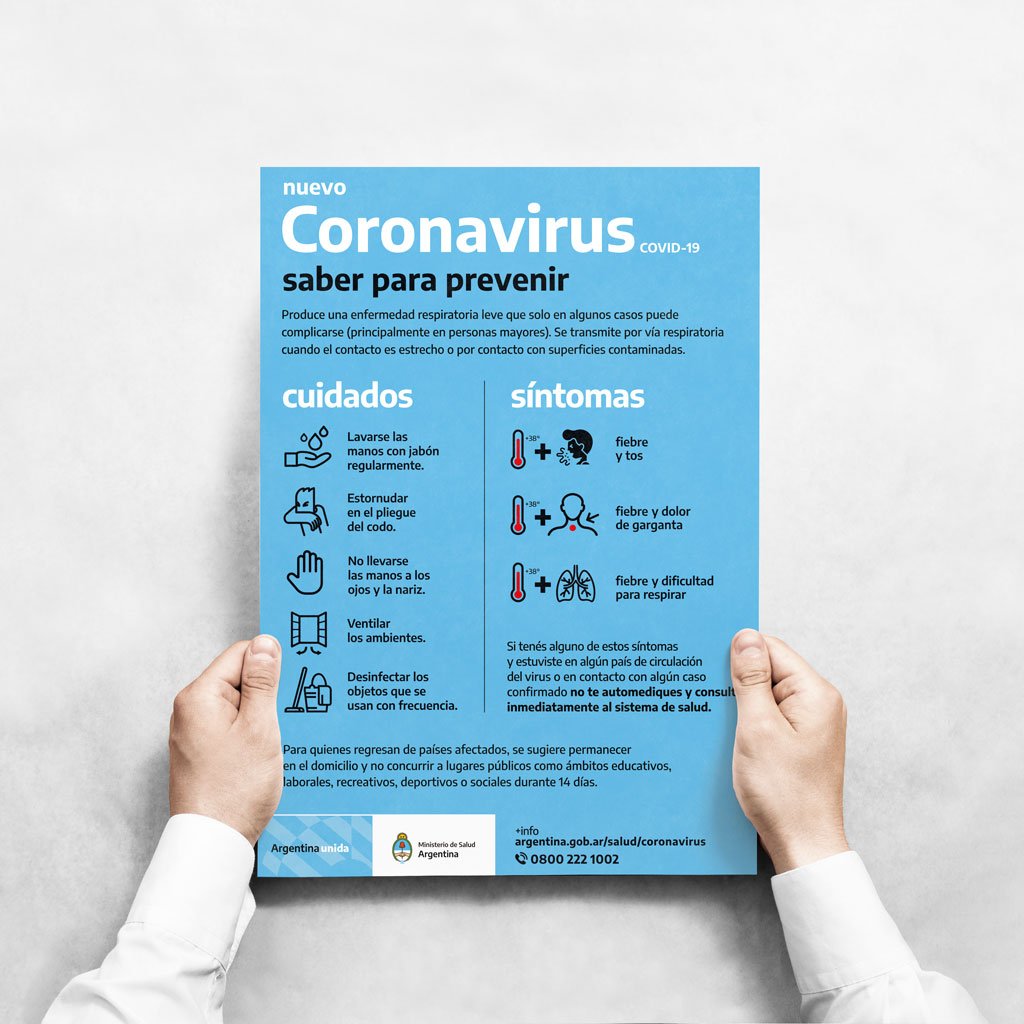 nuevo
Coronavirus COVID-19
saber para prevenir
Produce una enfermedad respiratoria leve que solo en algunos casos puede
complicarse (principalmente en personas mayores). Se transmite por vía respiratoria
cuando el contacto es estrecho o por contacto con superficies contaminadas.
cuidados
Lavarse las
manos con jabón
regularmente.
Estornudar
en el pliegue
del codo.
No llevarse
las manos a los
ojos y la nariz.
Ventilar
los ambientes.
Desinfectar los
objetos que se
usan con frecuencia.
síntomas
+38°
fiebre
y tos
+38°
fiebre y dolor
de garganta
+38°
fiebre y dificultad
para respirar
Si tenés alguno de estos síntomas
y estuviste en algún país de circulación
del virus o en contacto con algún caso
confirmado no te automediques y consult
inmediatamente al sistema de salud.
Para quienes regresan de países afectados, se sugiere permanecer
en el domicilio y no concurrir a lugares públicos como ámbitos educativos,
laborales, recreativos, deportivos o sociales durante 14 días.
Argentina unida
Ministerio de Salud
Argentina
+info
argentina.gob.ar/salud/coronavirus
0800 222 1002